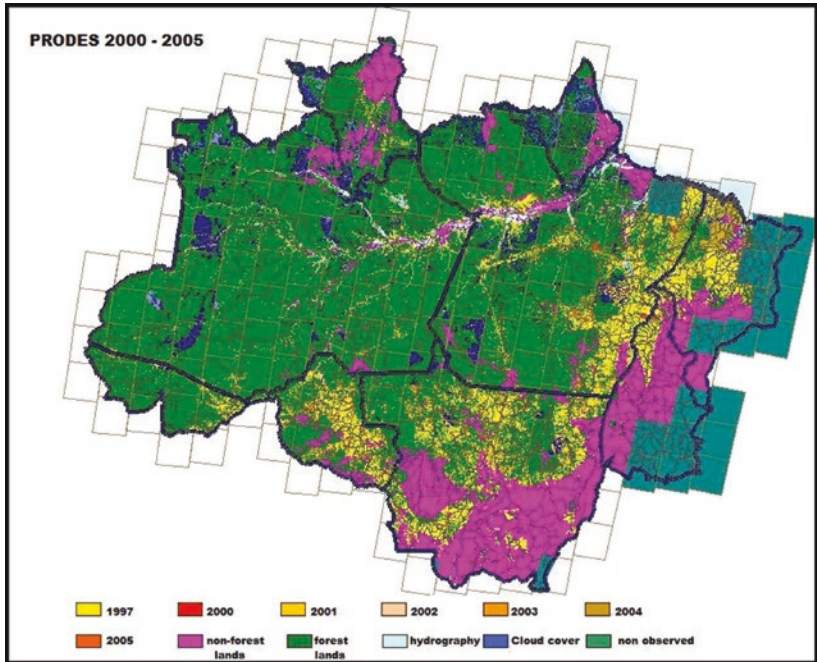 PRODES 2000 - 2005
1997 2000 2001 2002 2003 2004
2005 non-forest lands forest lands hydrography Cloud cover non observed